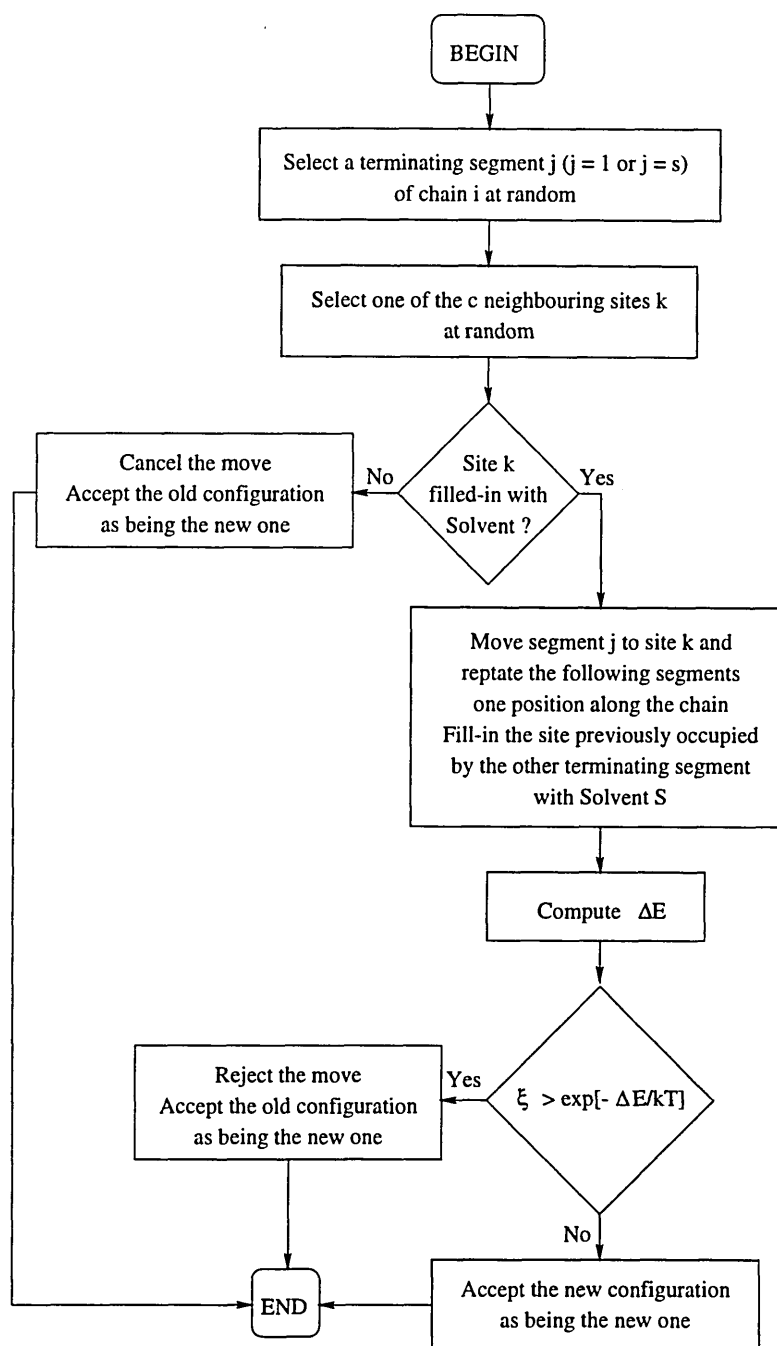 BEGIN
Select a terminating segment j (j = 1 or j = s)
of chain i at random
Select one of the c neighbouring sites k
at random
Site k
filled-in with
Solvent ?
No
Yes
Cancel the move
Accept the old configuration
as being the new one
Move segment j to site k and
reptate the following segments
one position along the chain
Fill-in the site previously occupied
by the other terminating segment
with Solvent S
Compute ΔE
ξ > exp[- ΔE/kT]
Yes
Reject the move
Accept the old configuration
as being the new one
No
Accept the new configuration
as being the new one
END